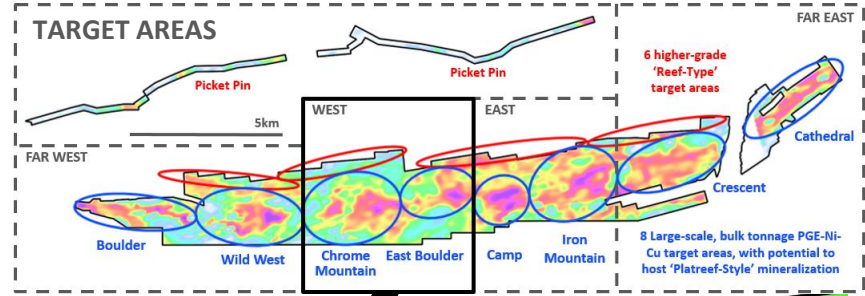 TARGET AREAS
FAR EAST
Picket Pin
Picket Pin
6 higher-grade
'Reef-Type'
target areas
5km
WEST
EAST
FAR WEST
Cathedral
Crescent
Boulder
Wild West
Chrome
Mountain
East Boulder
Camp
Iron
Mountain
8 Large-scale, bulk tonnage PGE-Ni-
Cu target areas, with potential to
host 'Platreef-Style' mineralization